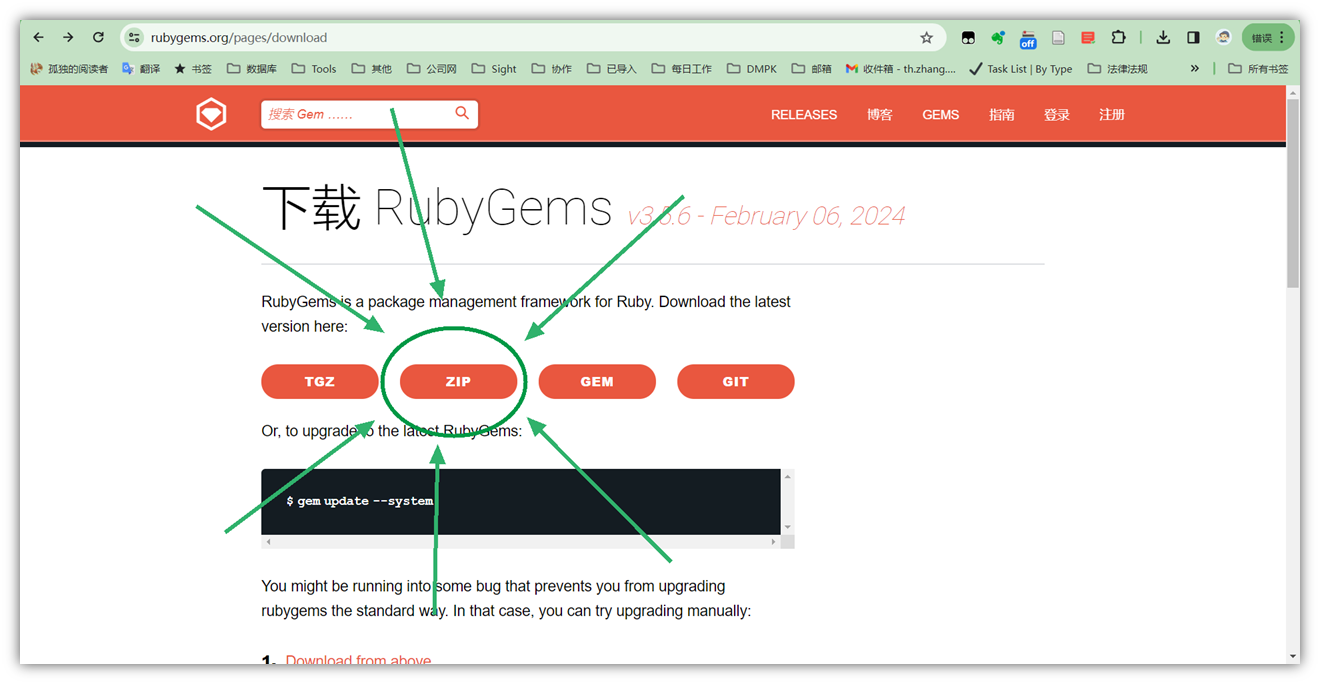 rubygems.org/pages/download
错误
off
孤独的阅读者 翻译 书签 数据库 Tools 其他 公司网 Sight 协作 已导入 每日工作 DMPK 邮箱 收件箱 - th.zhang.... Task List | By Type 法律法规 » 所有书签
搜索 Gem …… RELEASES 博客 GEMS 指南 登录 注册
下载 RubyGems v3.5.6 - February 06, 2024
RubyGems is a package management framework for Ruby. Download the latest
version here:
TGZ ZIP GEM GIT
Or, to upgrade to the latest RubyGems:
$ gem update --system
You might be running into some bug that prevents you from upgrading
rubygems the standard way. In that case, you can try upgrading manually:
1. Download from above